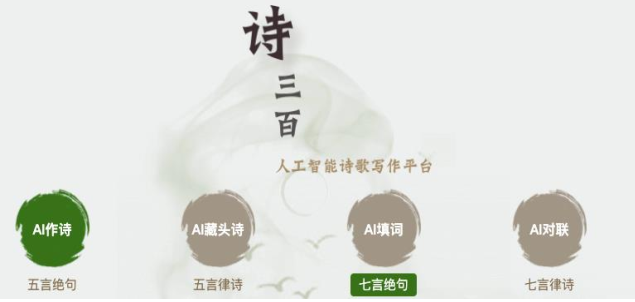 诗
三
百
人工智能诗歌写作平台
AI作诗 AI藏头诗 AI填词 AI对联
五言绝句 五言律诗 七言绝句 七言律诗